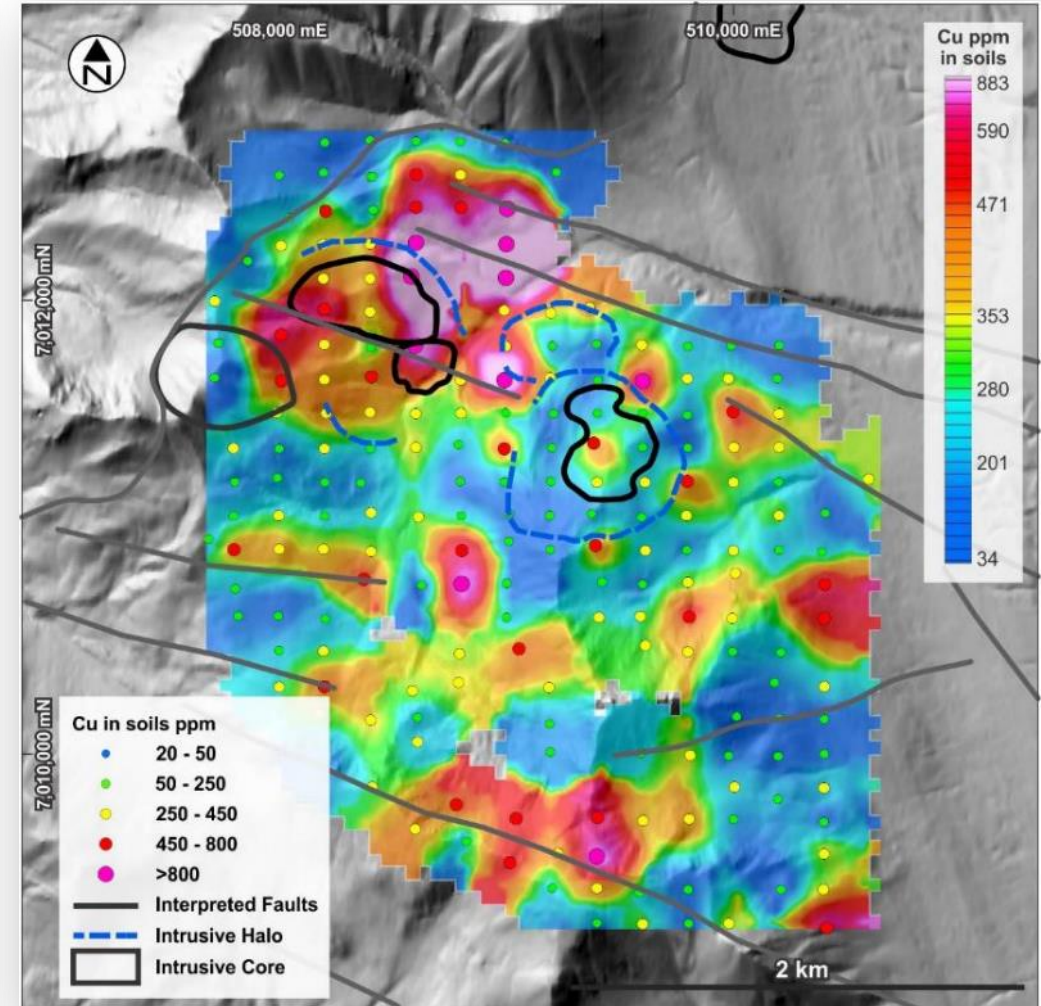 508,000 mE
510,000 mE
N
7,012,000 mN
7,010,000 mN
Cu ppm
in soils
883
590
471
353
280
201
34
Cu in soils ppm
20 - 50
50 - 250
250 - 450
450 - 800
>800
Interpreted Faults
Intrusive Halo
Intrusive Core
2 km